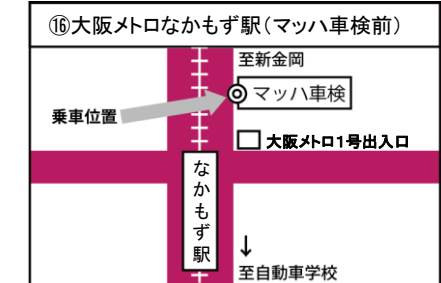 ⑯大阪メトロなかもず駅(マッハ車検前)
至新金岡
マッハ車検
乗車位置
大阪メトロ1号出入口
なかもず駅
↓
至自動車学校